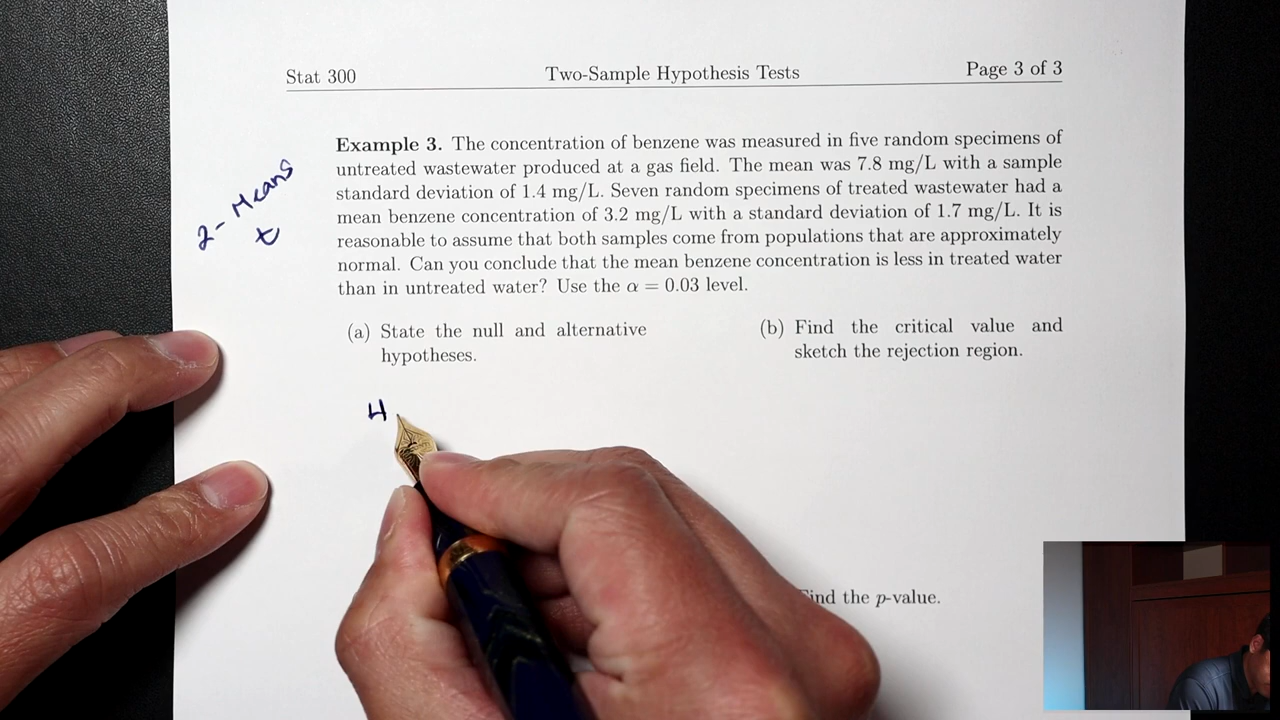 Stat 300 Two-Sample Hypothesis Tests Page 3 of 3
Example 3. The concentration of benzene was measured in five random specimens of
untreated wastewater produced at a gas field. The mean was 7.8 mg/L with a sample
standard deviation of 1.4 mg/L. Seven random specimens of treated wastewater had a
mean benzene concentration of 3.2 mg/L with a standard deviation of 1.7 mg/L. It is
reasonable to assume that both samples come from populations that are approximately
normal. Can you conclude that the mean benzene concentration is less in treated water
than in untreated water? Use the α = 0.03 level.
2-Means
t
(a) State the null and alternative
hypotheses.
(b) Find the critical value and
sketch the rejection region.
H
Find the p-value.